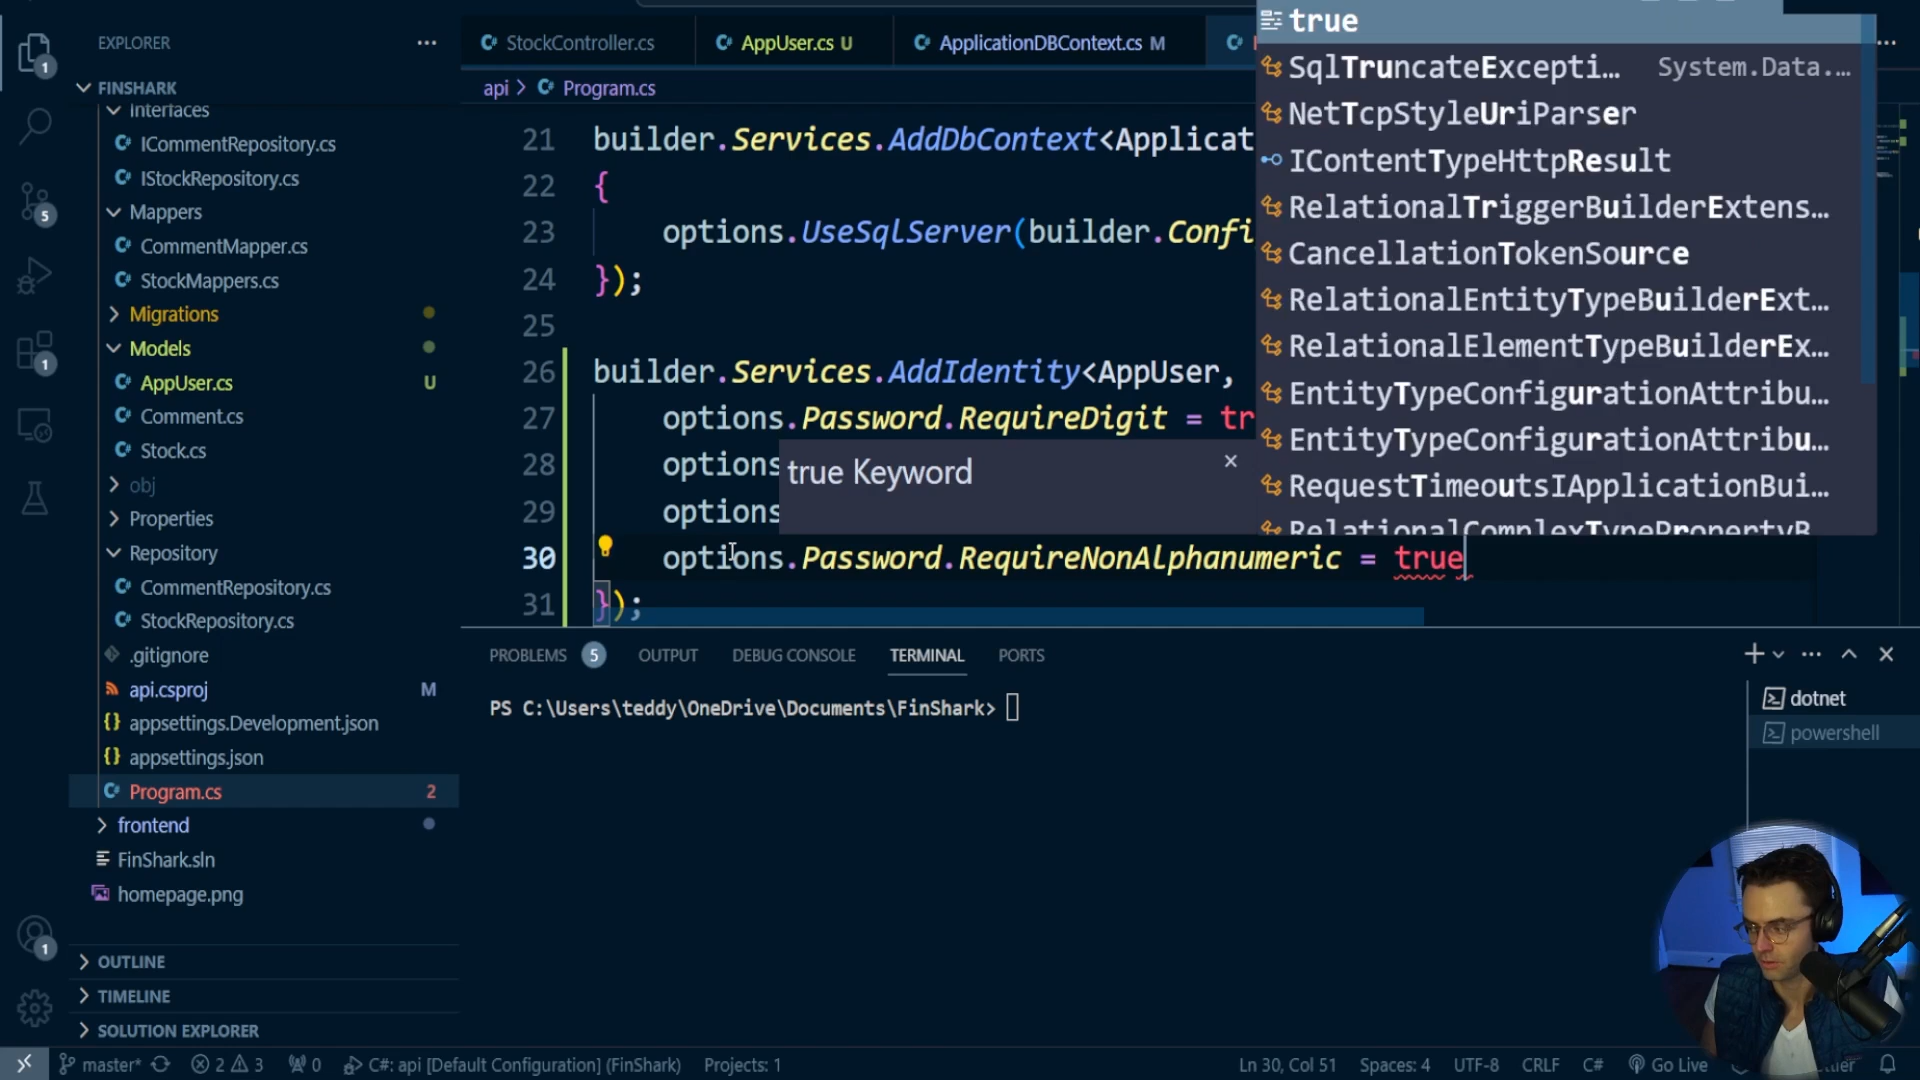 EXPLORER
FINSHARK
Interfaces
ICommentRepository.cs
IStockRepository.cs
Mappers
CommentMapper.cs
StockMappers.cs
Migrations
Models
AppUser.cs U
Comment.cs
Stock.cs
obj
Properties
Repository
CommentRepository.cs
StockRepository.cs
.gitignore
api.csproj M
appsettings.Development.json
appsettings.json
Program.cs 2
frontend
FinShark.sln
homepage.png
OUTLINE
TIMELINE
SOLUTION EXPLORER
1
5
1
1
StockController.cs
AppUser.cs U
ApplicationDBContext.cs M
api > Program.cs
21 builder.Services.AddDbContext<Applicat
22 {
23 options.UseSqlServer(builder.Confi
24 });
25
26 builder.Services.AddIdentity<AppUser,
27 options.Password.RequireDigit = tr
28 options
29 options
30 options.Password.RequireNonAlphanumeric = true
31 });
true Keyword
true
SqlTruncateExcepti… System.Data.…
NetTcpStyleUriParser
IContentTypeHttpResult
RelationalTriggerBuilderExtens…
CancellationTokenSource
RelationalEntityTypeBuilderExt…
RelationalElementTypeBuilderEx…
EntityTypeConfigurationAttribu…
EntityTypeConfigurationAttribu…
RequestTimeoutsIApplicationBui…
RelationalComplexTypePropertyB
PROBLEMS 5 OUTPUT DEBUG CONSOLE TERMINAL PORTS
PS C:\Users\teddy\OneDrive\Documents\FinShark>
dotnet
powershell
master* 2 3 0 C#: api [Default Configuration] (FinShark) Projects: 1
Ln 30, Col 51 Spaces: 4 UTF-8 CRLF C# Go Live